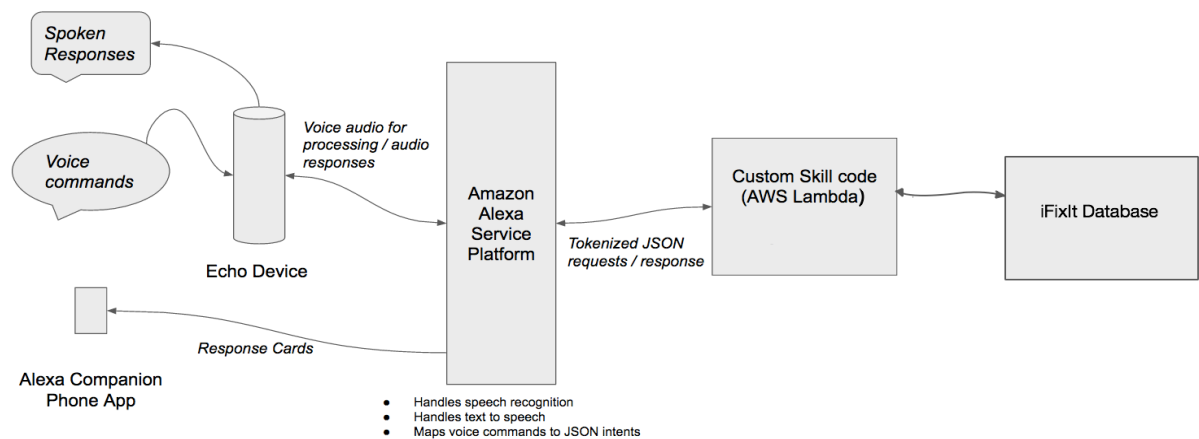 Spoken
Responses
Voice
commands
Echo Device
Voice audio for
processing / audio
responses
Amazon
Alexa
Service
Platform
Tokenized JSON
requests / response
Custom Skill code
(AWS Lambda)
iFixIt Database
Response Cards
Alexa Companion
Phone App
● Handles speech recognition
● Handles text to speech
● Maps voice commands to JSON intents